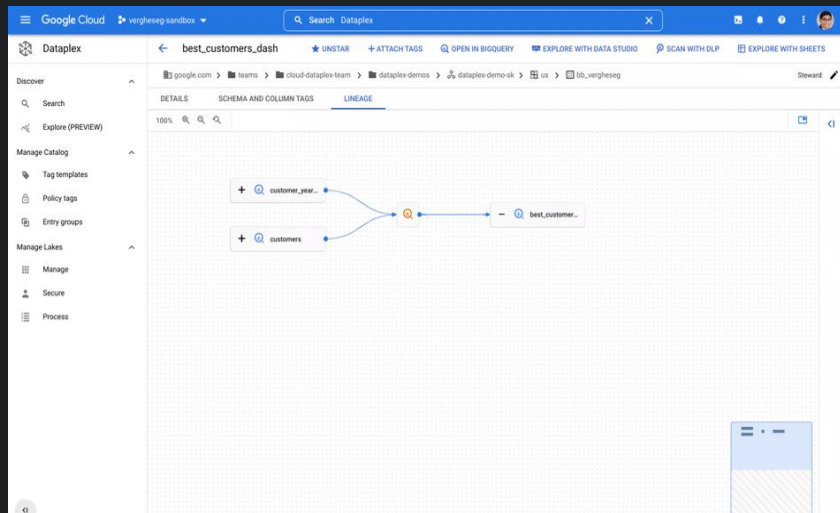 Google Cloud vergheseg-sandbox Search Dataplex
Dataplex
best_customers_dash UNSTAR + ATTACH TAGS OPEN IN BIGQUERY EXPLORE WITH DATA STUDIO SCAN WITH DLP EXPLORE WITH SHEETS
google.com > teams > cloud-dataplex-team > dataplex-demos > dataplex-demo-sk > us > bb_vergheseg Steward:
DETAILS SCHEMA AND COLUMN TAGS LINEAGE
100%
Discover
Search
Explore (PREVIEW)
Manage Catalog
Tag templates
Policy tags
Entry groups
Manage Lakes
Manage
Secure
Process
customer_year...
customers
best_customer...